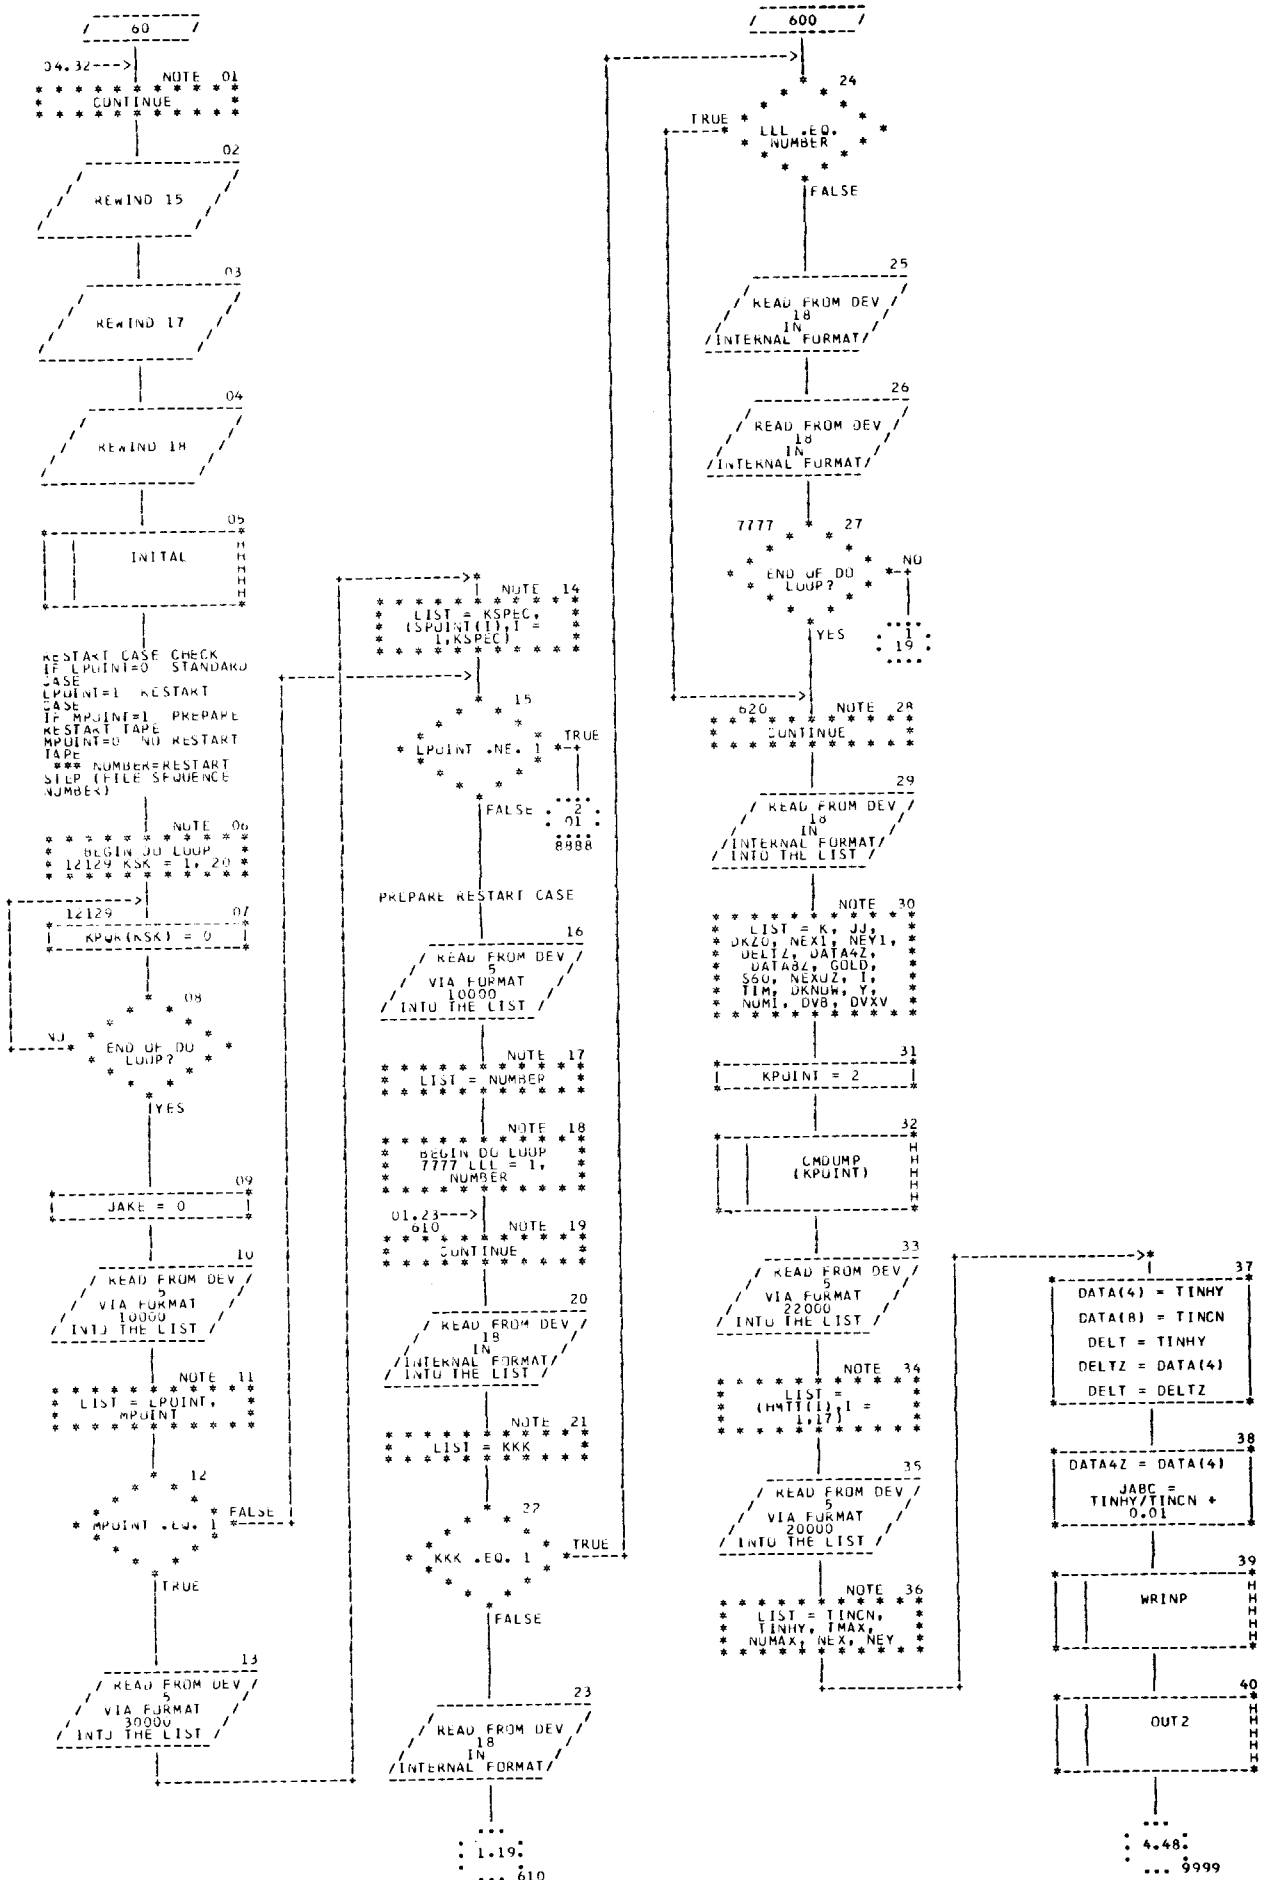 60
04.32--->
NOTE 01
CONTINUE
02
REWIND 15
03
REWIND 17
04
REWIND 18
05
INITAL
RESTART CASE CHECK
IF LPOINT=0 STANDARD
CASE
LPOINT=1 RESTART
CASE
IF MPOINT=1 PREPARE
RESTART TAPE
MPOINT=0 NO RESTART
TAPE
*** NUMBER=RESTART
STEP (FILE SEQUENCE
NUMBER)
NOTE 06
BEGIN DO LOOP
12129 KSK = 1, 20
12129 07
KPWR(KSK) = 0
08
END OF DO
LOOP?
NO
YES
09
JAKE = 0
10
READ FROM DEV
5
VIA FORMAT
10000
INTO THE LIST
NOTE 11
LIST = LPOINT,
MPOINT
12
MPOINT .EQ. 1
FALSE
TRUE
13
READ FROM DEV
5
VIA FORMAT
30000
INTO THE LIST
NOTE 14
LIST = KSPEC,
(SPOINT(I),I =
1,KSPEC)
15
LPOINT .NE. 1
TRUE
FALSE
2
01
8888
PREPARE RESTART CASE
16
READ FROM DEV
5
VIA FORMAT
10000
INTO THE LIST
NOTE 17
LIST = NUMBER
NOTE 18
BEGIN DO LOOP
7777 LLL = 1,
NUMBER
01.23--->
610 NOTE 19
CONTINUE
20
READ FROM DEV
18
IN
INTERNAL FORMAT
INTO THE LIST
NOTE 21
LIST = KKK
22
KKK .EQ. 1
TRUE
FALSE
23
READ FROM DEV
18
IN
INTERNAL FORMAT
1.19
610
600
24
LLL .EQ.
NUMBER
TRUE
FALSE
25
READ FROM DEV
18
IN
INTERNAL FORMAT
26
READ FROM DEV
18
IN
INTERNAL FORMAT
7777 27
END OF DO
LOOP?
NO
YES
1
19
620 NOTE 28
CONTINUE
29
READ FROM DEV
18
INTERNAL FORMAT
INTO THE LIST
NOTE 30
LIST = K, JJ,
DKZO, NEX1, NEY1,
DELTZ, DATA4Z,
DATA8Z, GOLD,
S60, NEXOZ, I,
TIM, DKNOW, Y,
NUMI, DVB, DVXV
31
KPOINT = 2
32
CMDUMP
(KPOINT)
33
READ FROM DEV
5
VIA FORMAT
22000
INTO THE LIST
NOTE 34
LIST =
(HMTT(I),I =
1,17)
35
READ FROM DEV
5
VIA FORMAT
20000
INTO THE LIST
NOTE 36
LIST = TINCN,
TINHY, TMAX,
NUMAX, NEX, NEY
37
DATA(4) = TINHY
DATA(8) = TINCN
DELT = TINHY
DELTZ = DATA(4)
DELT = DELTZ
38
DATA4Z = DATA(4)
JABC =
TINHY/TINCN +
0.01
39
WRINP
40
OUT2
4.48
9999